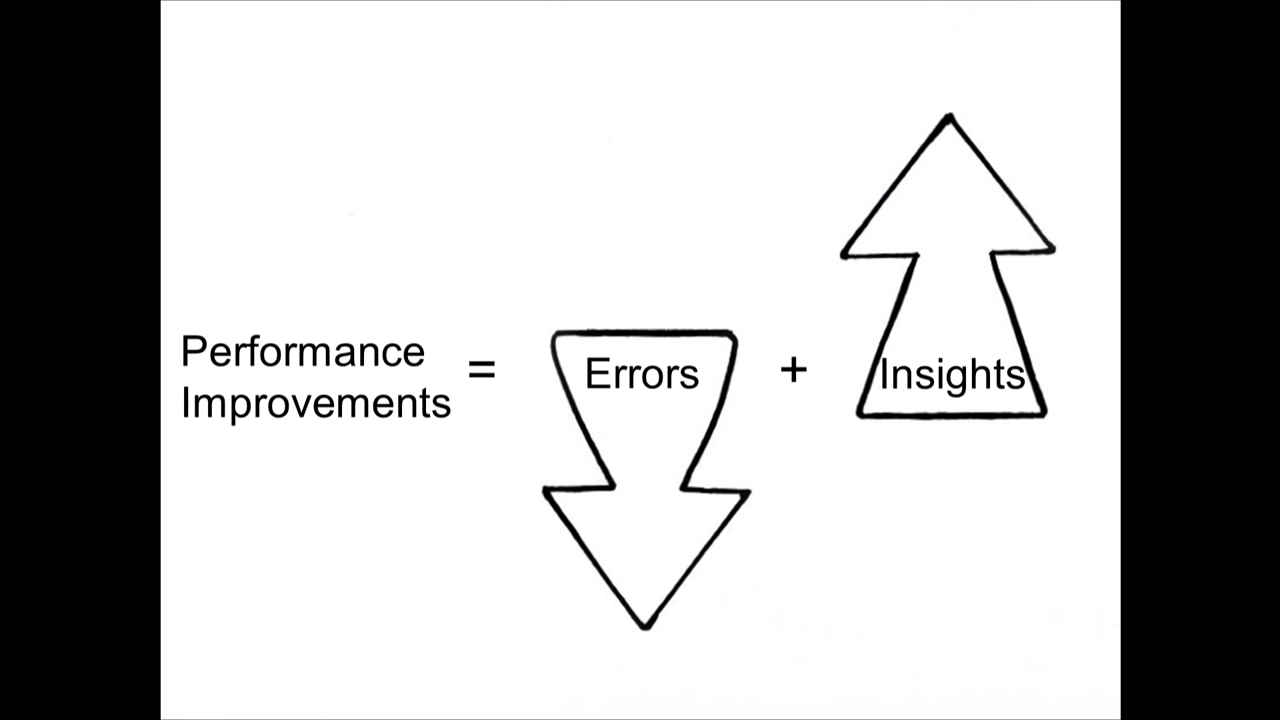 Performance
Improvements
=
Errors
+
Insights